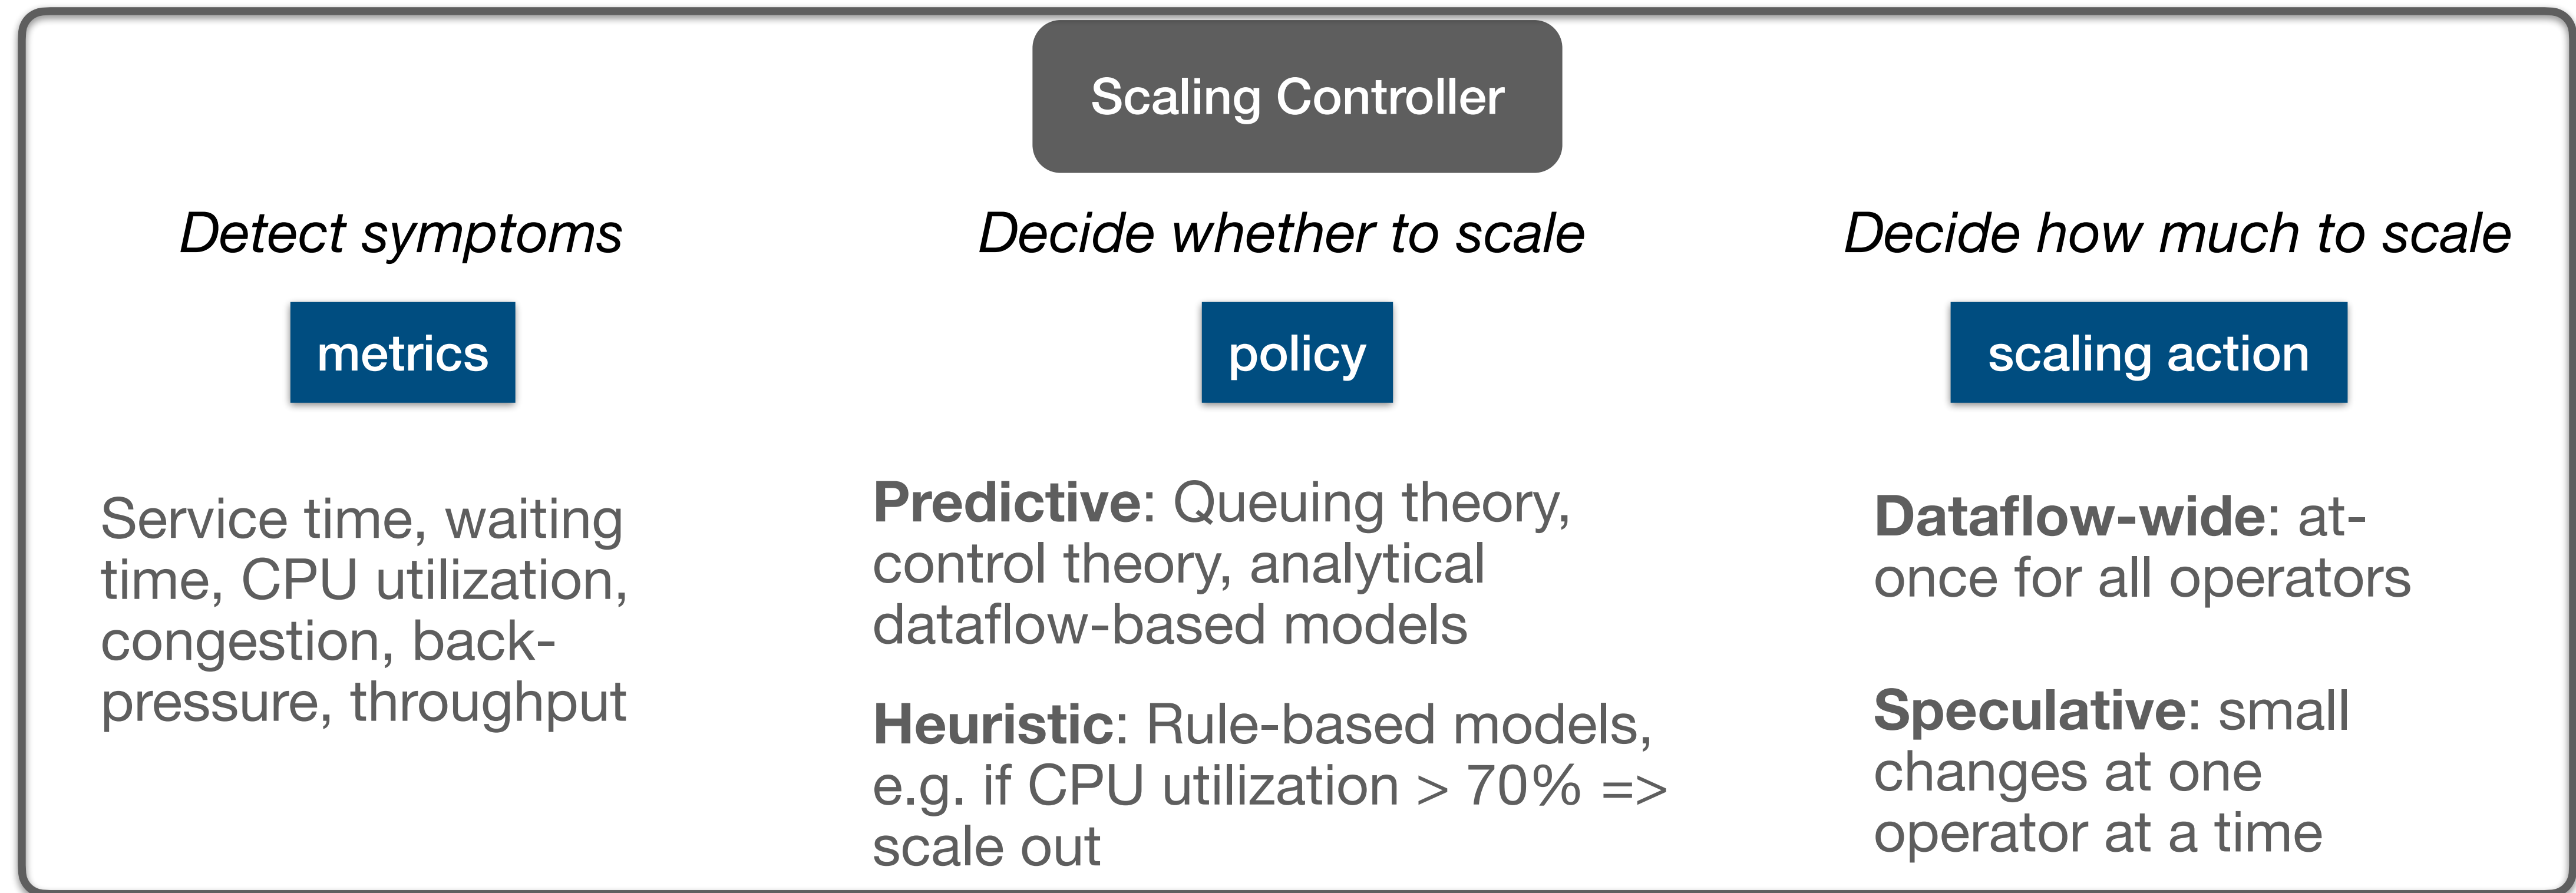 Scaling Controller
Detect symptoms
metrics
Service time, waiting
time, CPU utilization,
congestion, back-
pressure, throughput
Decide whether to scale
policy
Predictive: Queuing theory,
control theory, analytical
dataflow-based models
Heuristic: Rule-based models,
e.g. if CPU utilization > 70% =>
scale out
Decide how much to scale
scaling action
Dataflow-wide: at-
once for all operators
Speculative: small
changes at one
operator at a time